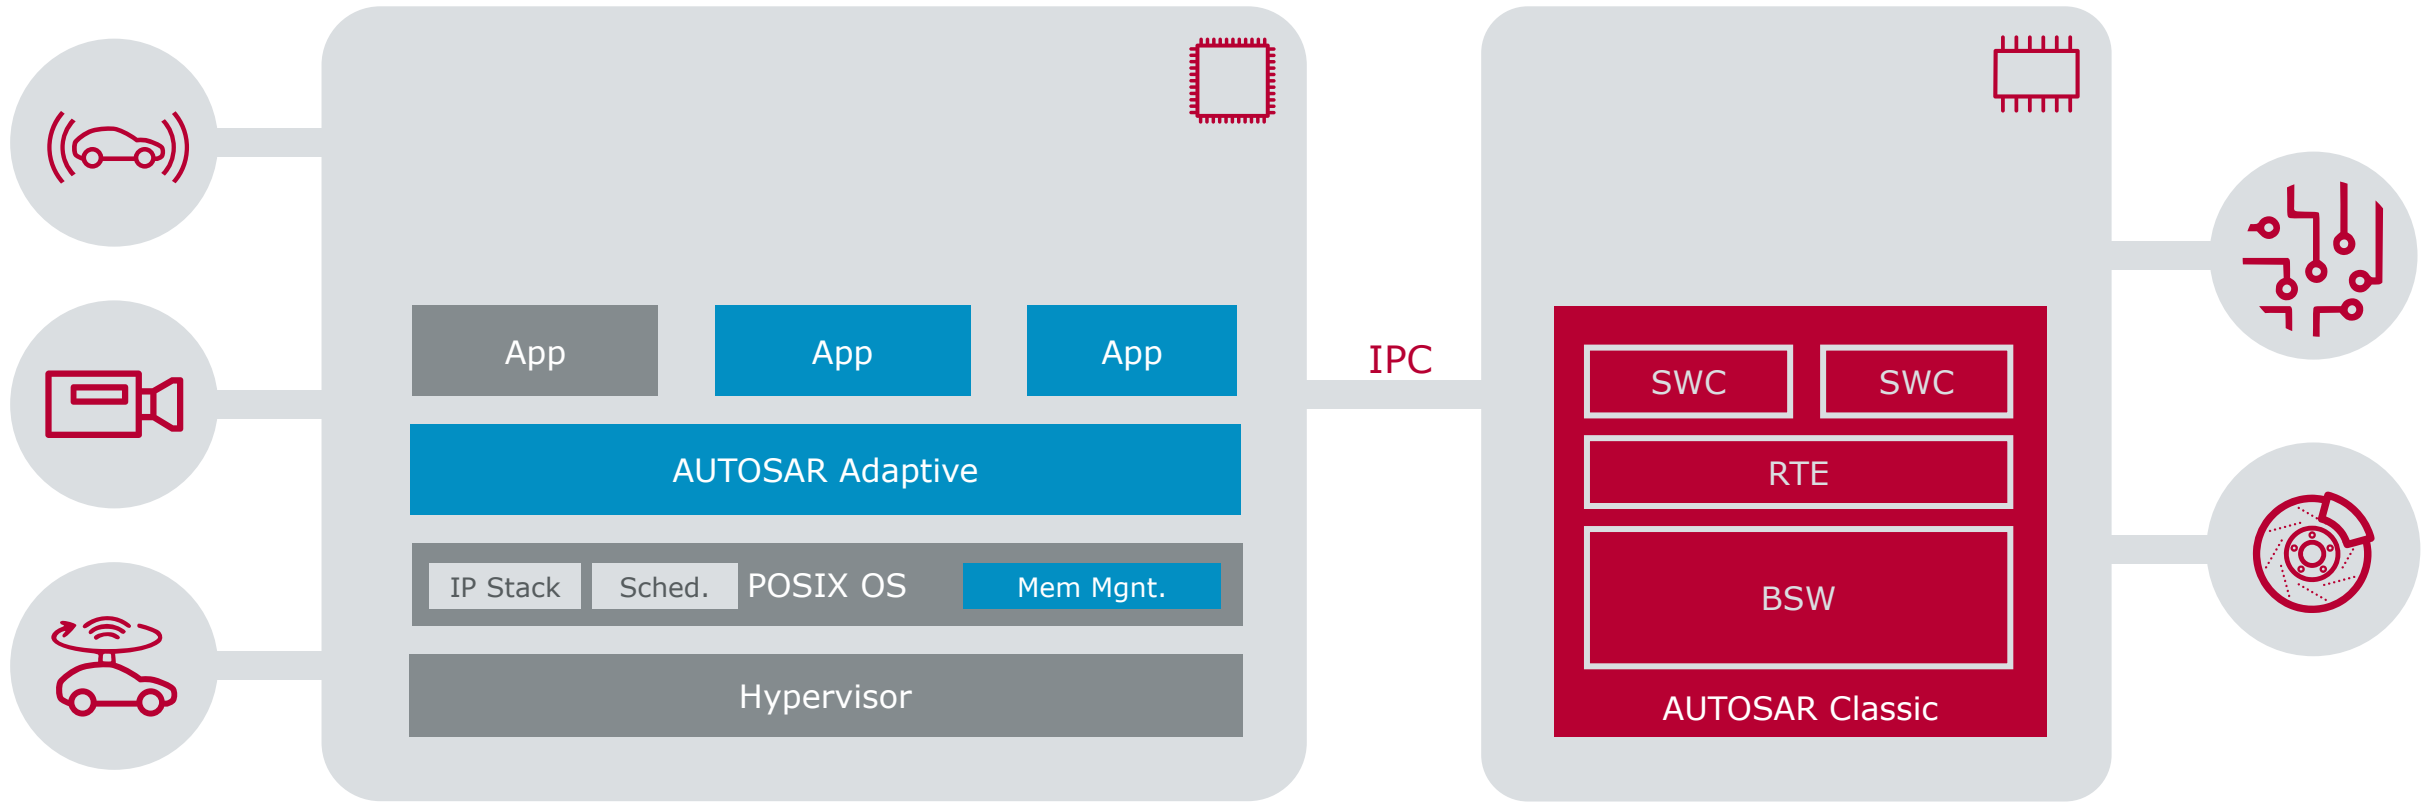 App
App
App
AUTOSAR Adaptive
IP Stack
Sched.
POSIX OS
Mem Mgnt.
Hypervisor
IPC
SWC
SWC
RTE
BSW
AUTOSAR Classic